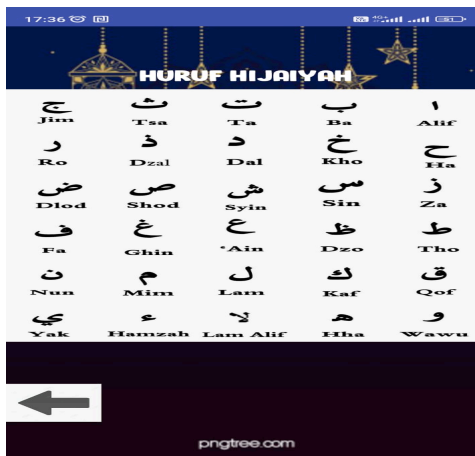 17:36
HURUF HIJAIYAH
ا ب ت ث ج
Alif Ba Ta Tsa Jim
ح خ د ذ ر
Ha Kho Dal Dzal Ro
ز س ش ص ض
Za Sin Syin Shod Dlod
ط ظ ع غ ف
Tho Dzo 'Ain Ghin Fa
ق ك ل م ن
Qof Kaf Lam Mim Nun
و ه لا ء ي
Wawu Hha Lam Alif Hamzah Yak
pngtree.com